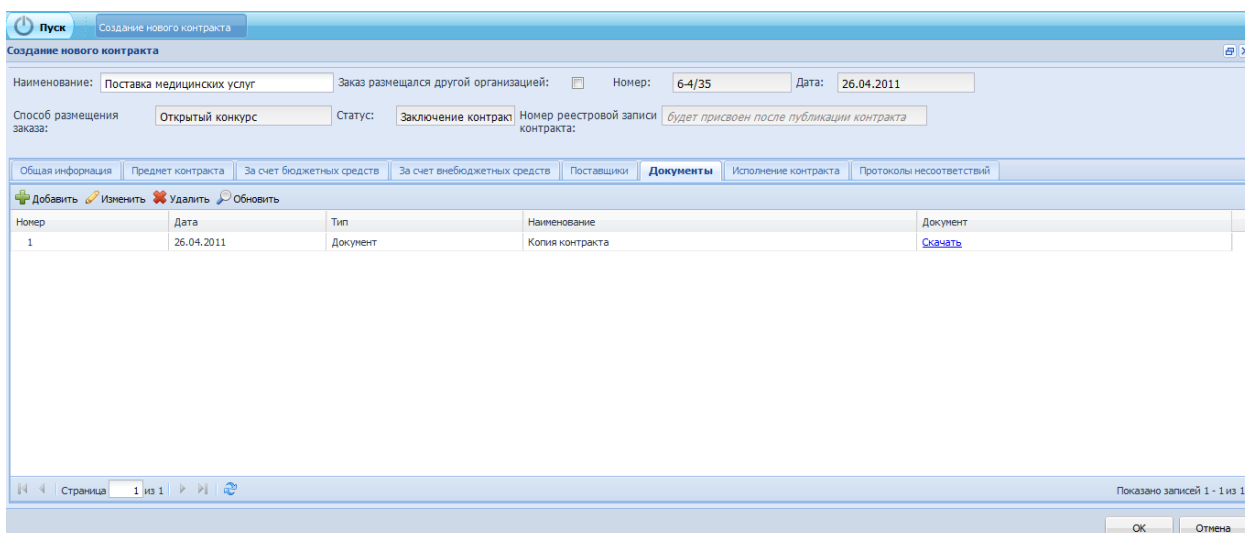 Пуск Создание нового контракта
Создание нового контракта
Наименование: Поставка медицинских услуг Заказ размещался другой организацией: Номер: 6-4/35 Дата: 26.04.2011
Способ размещения заказа: Открытый конкурс Статус: Заключение контракт Номер реестровой записи контракта: будет присвоен после публикации контракта
Общая информация Предмет контракта За счет бюджетных средств За счет внебюджетных средств Поставщики Документы Исполнение контракта Протоколы несоответствий
Добавить Изменить Удалить Обновить
Номер Дата Тип Наименование Документ
1 26.04.2011 Документ Копия контракта Скачать
Страница 1 из 1 Показано записей 1 - 1 из 1
ОК Отмена